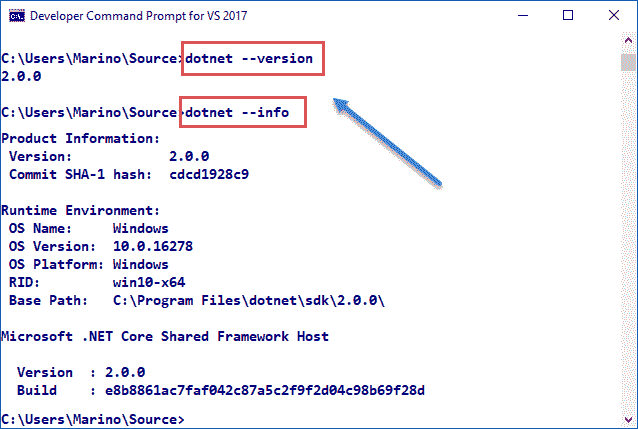 Developer Command Prompt for VS 2017
C:\Users\Marino\Source>dotnet --version
2.0.0
C:\Users\Marino\Source>dotnet --info
Product Information:
Version: 2.0.0
Commit SHA-1 hash: cdcd1928c9
Runtime Environment:
OS Name: Windows
OS Version: 10.0.16278
OS Platform: Windows
RID: win10-x64
Base Path: C:\Program Files\dotnet\sdk\2.0.0\
Microsoft .NET Core Shared Framework Host
Version : 2.0.0
Build : e8b8861ac7faf042c87a5c2f9f2d04c98b69f28d
C:\Users\Marino\Source>